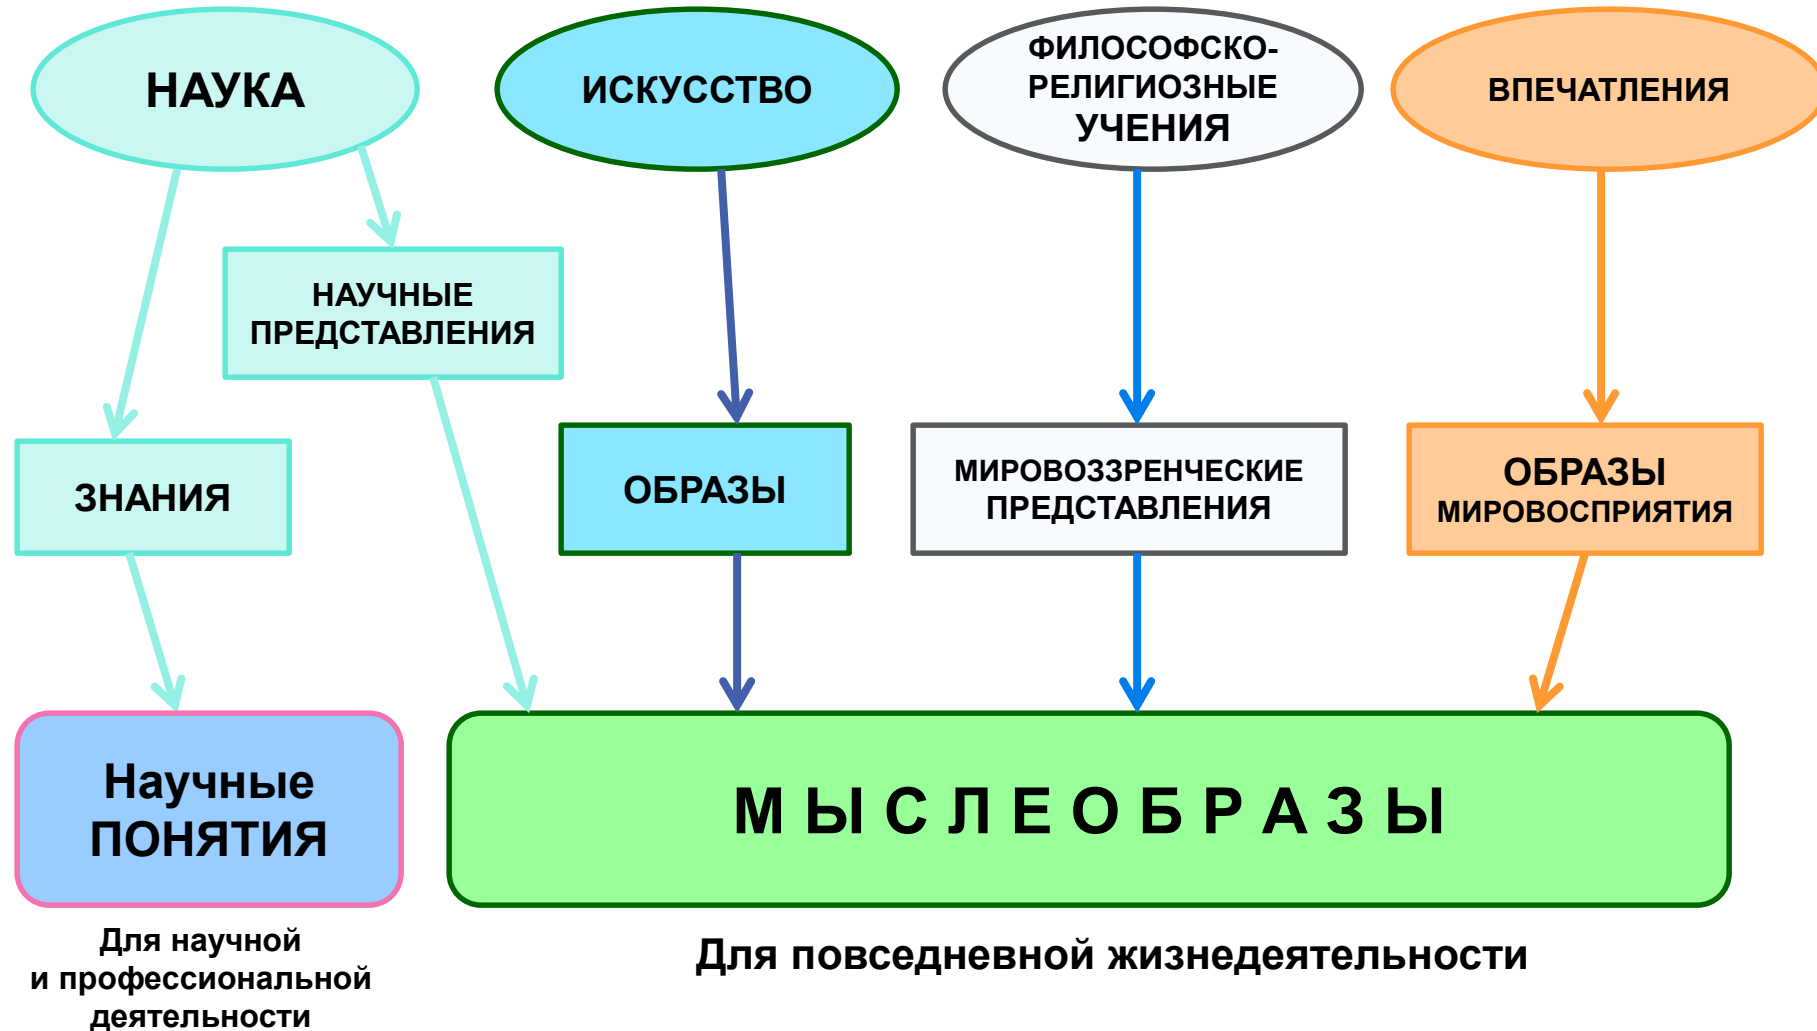 НАУКА
ИСКУССТВО
ФИЛОСОФСКО-
РЕЛИГИОЗНЫЕ
УЧЕНИЯ
ВПЕЧАТЛЕНИЯ
НАУЧНЫЕ
ПРЕДСТАВЛЕНИЯ
ЗНАНИЯ
ОБРАЗЫ
МИРОВОЗЗРЕНЧЕСКИЕ
ПРЕДСТАВЛЕНИЯ
ОБРАЗЫ
МИРОВОСПРИЯТИЯ
Научные
ПОНЯТИЯ
М Ы С Л Е О Б Р А З Ы
Для научной
и профессиональной
деятельности
Для повседневной жизнедеятельности